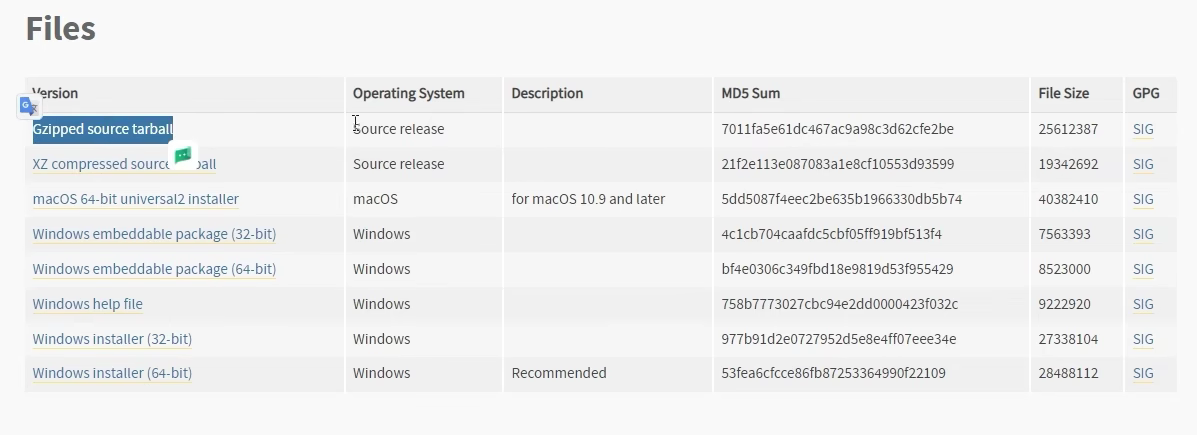 Files
Version Operating System Description MD5 Sum File Size GPG
Gzipped source tarball Source release 7011fa5e61dc467ac9a98c3d62cfe2be 25612387 SIG
XZ compressed source ball Source release 21f2e113e087083a1e8cf10553d93599 19342692 SIG
macOS 64-bit universal2 installer macOS for macOS 10.9 and later 5dd5087f4eec2be635b1966330db5b74 40382410 SIG
Windows embeddable package (32-bit) Windows 4c1cb704caafdc5cbf05ff919bf513f4 7563393 SIG
Windows embeddable package (64-bit) Windows bf4e0306c349fbd18e9819d53f955429 8523000 SIG
Windows help file Windows 758b7773027cbc94e2dd0000423f032c 9222920 SIG
Windows installer (32-bit) Windows 977b91d2e0727952d5e8e4ff07eee34e 27338104 SIG
Windows installer (64-bit) Windows Recommended 53fea6cfcce86fb87253364990f22109 28488112 SIG